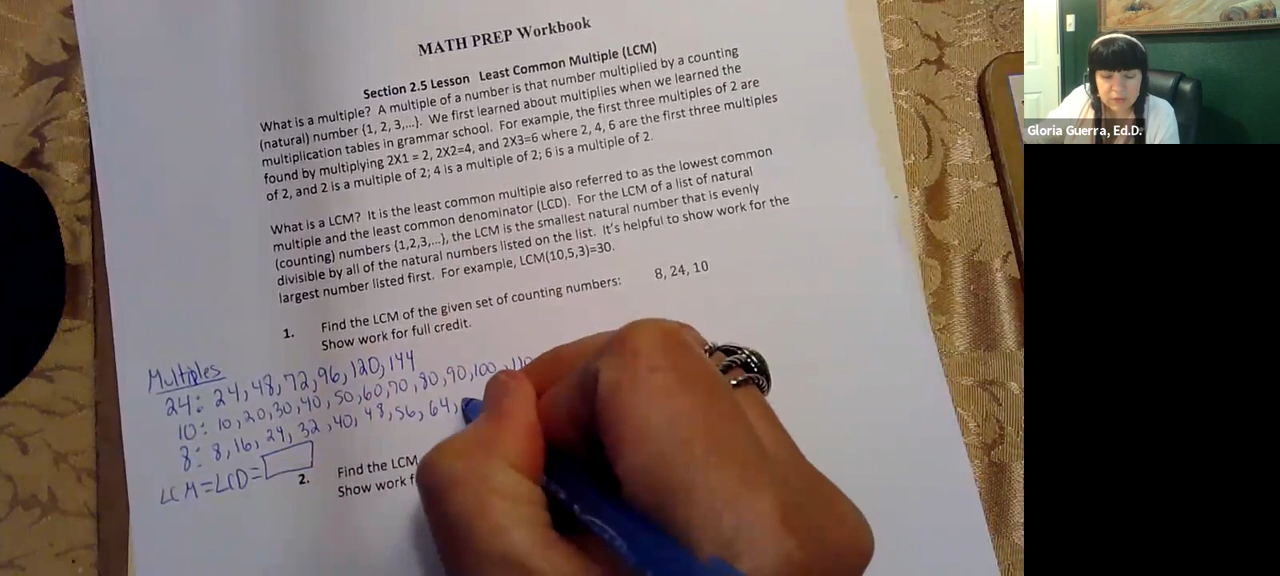 MATH PREP Workbook
Section 2.5 Lesson Least Common Multiple (LCM)
What is a multiple? A multiple of a number is that number multiplied by a counting
(natural) number {1, 2, 3,...}. We first learned about multiplies when we learned the
multiplication tables in grammar school. For example, the first three multiples of 2 are
found by multiplying 2X1 = 2, 2X2=4, and 2X3=6 where 2, 4, 6 are the first three multiples
of 2, and 2 is a multiple of 2; 4 is a multiple of 2; 6 is a multiple of 2.
What is a LCM? It is the least common multiple also referred to as the lowest common
multiple and the least common denominator (LCD). For the LCM of a list of natural
(counting) numbers {1,2,3,...}, the LCM is the smallest natural number that is evenly
divisible by all of the natural numbers listed on the list. It's helpful to show work for the
largest number listed first. For example, LCM(10,5,3)=30.
1. Find the LCM of the given set of counting numbers: 8, 24, 10
Show work for full credit.
Multiples
24: 24, 48, 72, 96, 120, 144
10: 10, 20, 30, 40, 50, 60, 70, 80, 90, 100, 110
8: 8, 16, 24, 32, 40, 48, 56, 64,
LCM=LCD=
2. Find the LCM
Show work f
Gloria Guerra, Ed.D.